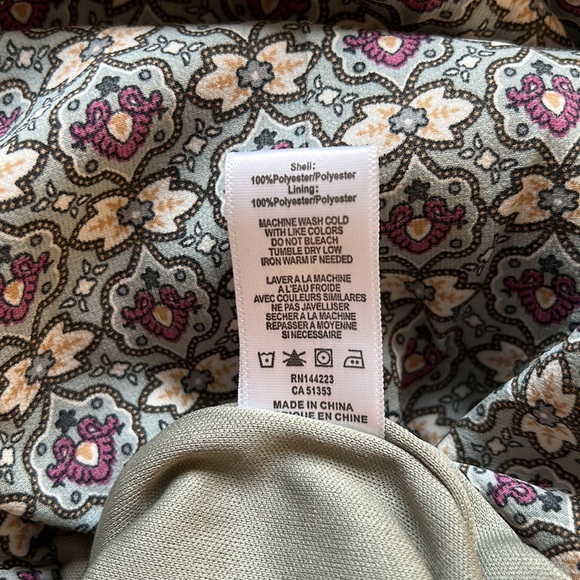 Shell:
100%Polyester/Polyester
Lining:
100%Polyester/Polyester
MACHINE WASH COLD
WITH LIKE COLORS
DO NOT BLEACH
TUMBLE DRY LOW
IRON WARM IF NEEDED
LAVER A LA MACHINE
A L'EAU FROIDE
AVEC COULEURS SIMILARES
NE PAS JAVELLISER
SECHER A LA MACHINE
REPASSER A MOYENNE
SI NECESSAIRE
RN144223
CA 51353
MADE IN CHINA
QUE EN CHINE